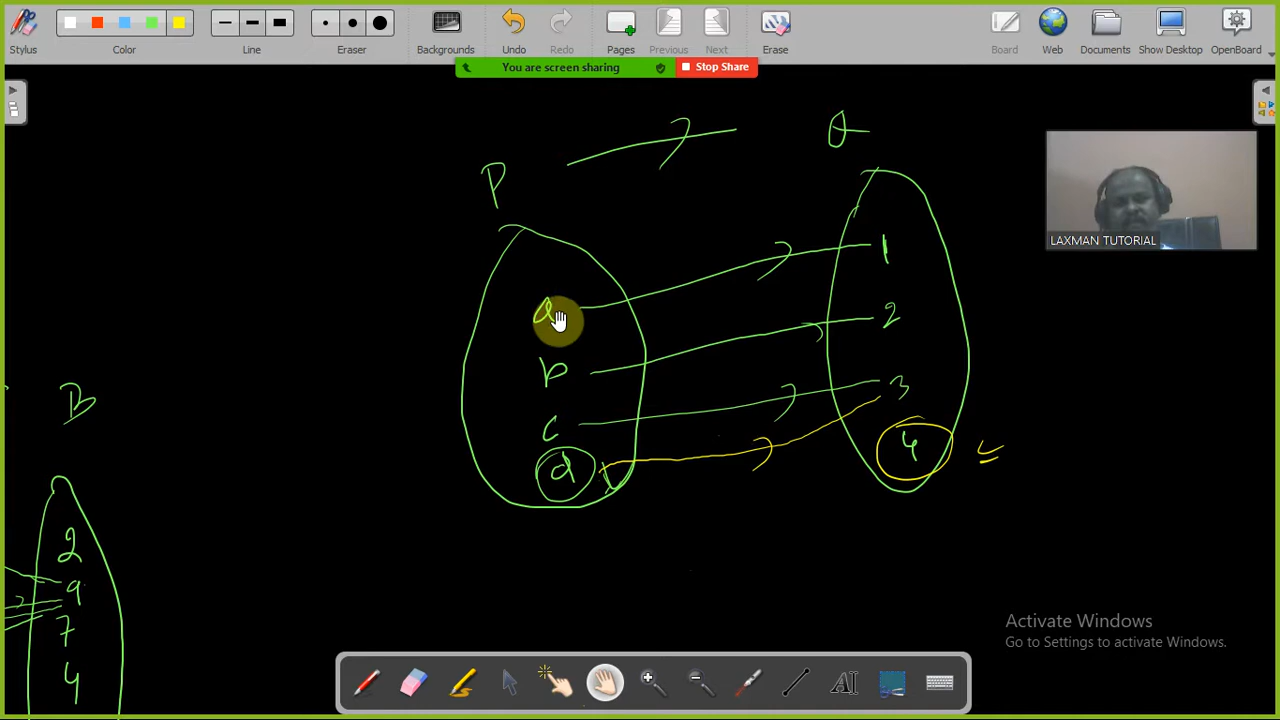 Stylus
Color
Line
Eraser
Backgrounds
Undo
Redo
Pages
Previous
Next
Erase
Board
Web
Documents
Show Desktop
OpenBoard
You are screen sharing
Stop Share
P
Q
LAXMAN TUTORIAL
a
1
b
2
c
3
d
4
B
2
9
7
4
Activate Windows
Go to Settings to activate Windows.
AI